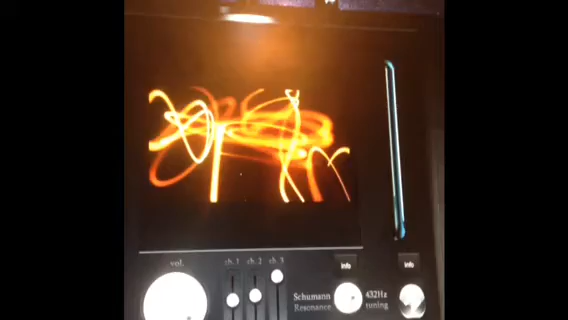 vol.
ch. 1 ch. 2 ch. 3
info
info
Schumann
Resonance
432Hz
tuning